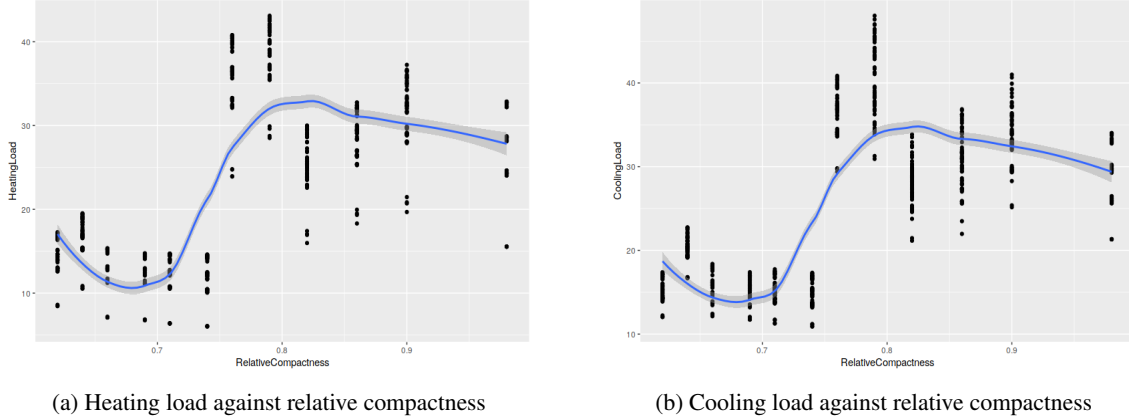 40
30
20
10
HeatingLoad
0.7
0.8
0.9
RelativeCompactness
(a) Heating load against relative compactness
40
30
20
10
CoolingLoad
0.7
0.8
0.9
RelativeCompactness
(b) Cooling load against relative compactness